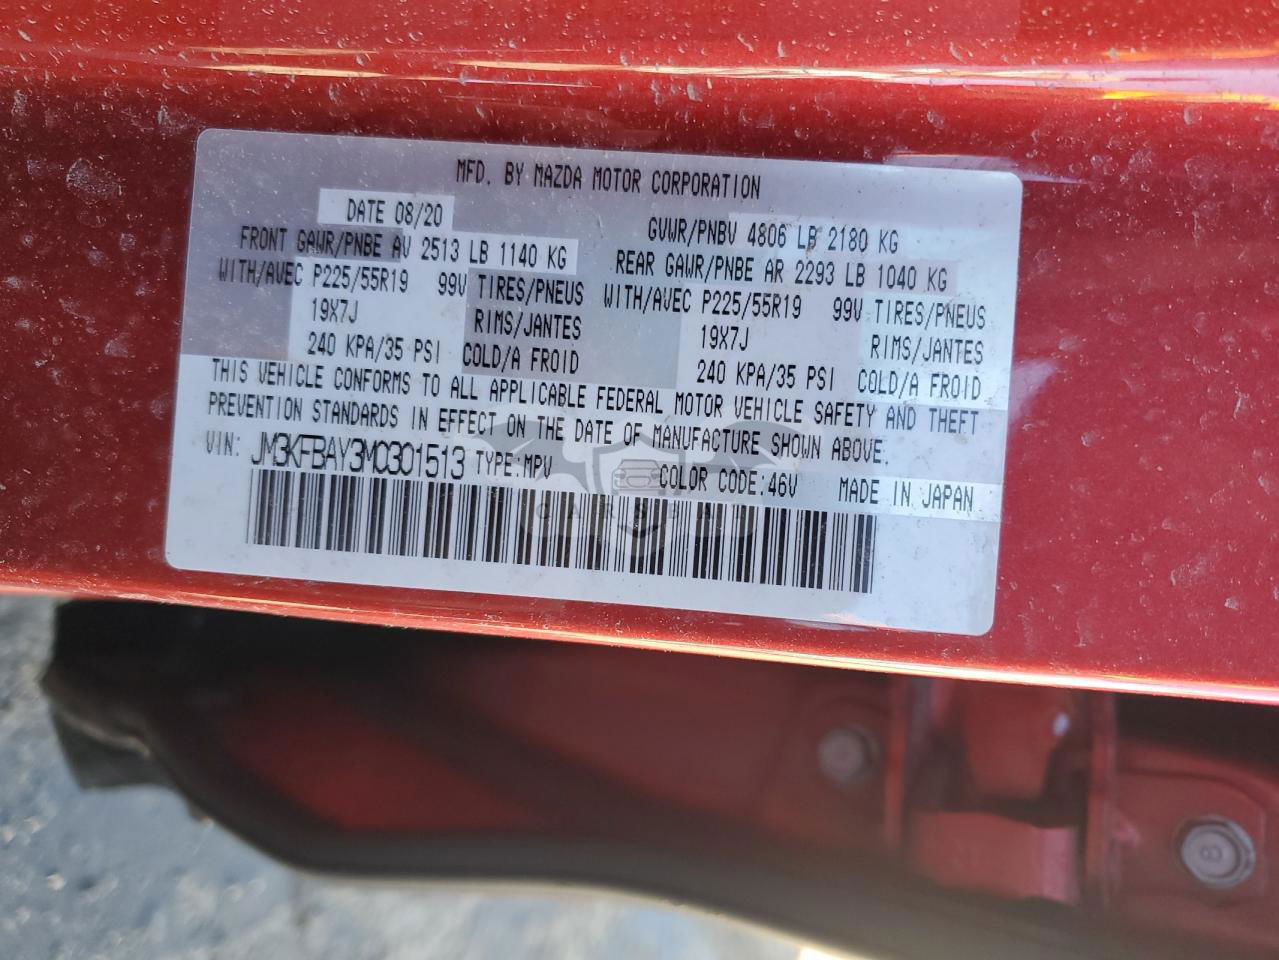 MFD. BY MAZDA MOTOR CORPORATION
DATE 08/20 GVWR/PNBV 4806 LB 2180 KG
FRONT GAWR/PNBE AV 2513 LB 1140 KG REAR GAWR/PNBE AR 2293 LB 1040 KG
WITH/AVEC P225/55R19 99V TIRES/PNEUS WITH/AVEC P225/55R19 99V TIRES/PNEUS
19X7J RIMS/JANTES 19X7J RIMS/JANTES
240 KPA/35 PSI COLD/A FROID 240 KPA/35 PSI COLD/A FROID
THIS VEHICLE CONFORMS TO ALL APPLICABLE FEDERAL MOTOR VEHICLE SAFETY AND THEFT
PREVENTION STANDARDS IN EFFECT ON THE DATE OF MANUFACTURE SHOWN ABOVE.
VIN: JM3KFBAY3M0301513 TYPE:MPV COLOR CODE:46V MADE IN JAPAN
8